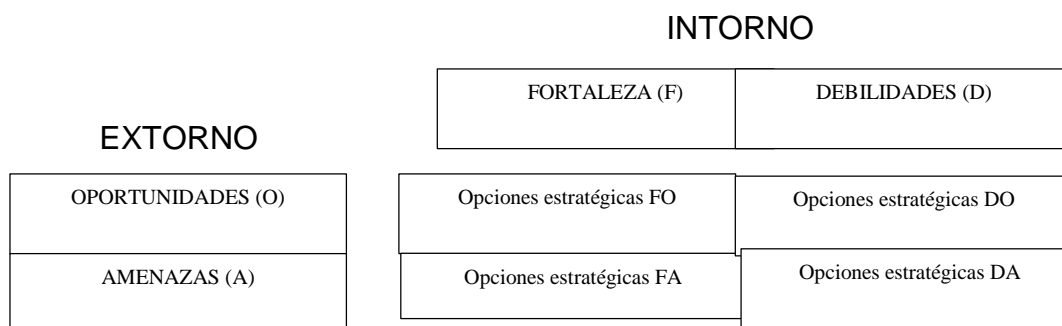 INTORNO
FORTALEZA (F)
DEBILIDADES (D)
EXTORNO
OPORTUNIDADES (O)
Opciones estratégicas FO
Opciones estratégicas DO
AMENAZAS (A)
Opciones estratégicas FA
Opciones estratégicas DA